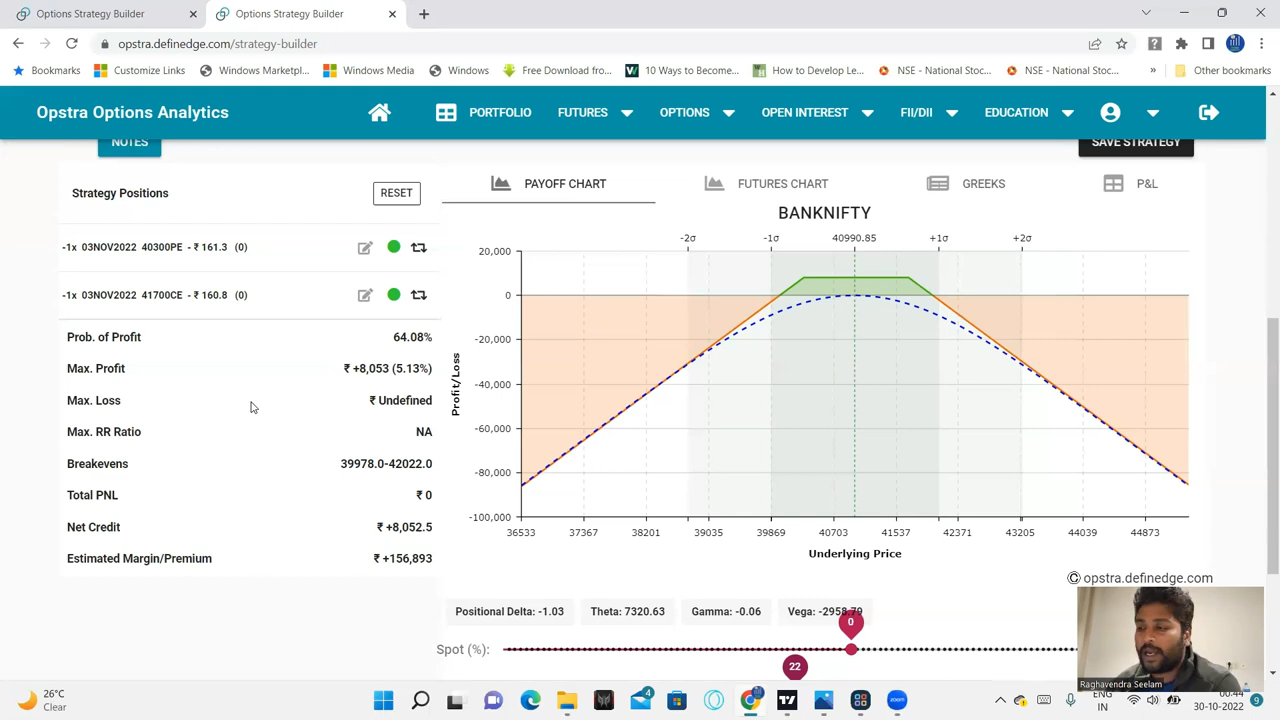 Options Strategy Builder
Options Strategy Builder
opstra.definedge.com/strategy-builder
Bookmarks
Customize Links
Windows Marketpl...
Windows Media
Windows
Free Download fro...
10 Ways to Become...
How to Develop Le...
NSE - National Stoc...
NSE - National Stoc...
»
Other bookmarks
Opstra Options Analytics
PORTFOLIO
FUTURES
OPTIONS
OPEN INTEREST
FII/DII
EDUCATION
NOTES
SAVE STRATEGY
Strategy Positions
RESET
-1x 03NOV2022 40300PE - ₹ 161.3 (0)
-1x 03NOV2022 41700CE - ₹ 160.8 (0)
Prob. of Profit 64.08%
Max. Profit ₹ +8,053 (5.13%)
Max. Loss ₹ Undefined
Max. RR Ratio NA
Breakevens 39978.0-42022.0
Total PNL ₹ 0
Net Credit ₹ +8,052.5
Estimated Margin/Premium ₹ +156,893
PAYOFF CHART
FUTURES CHART
GREEKS
P&L
BANKNIFTY
-2σ -1σ 40990.85 +1σ +2σ
20,000
0
-20,000
-40,000
-60,000
-80,000
-100,000
Profit/Loss
36533 37367 38201 39035 39869 40703 41537 42371 43205 44039 44873
Underlying Price
© opstra.definedge.com
Positional Delta: -1.03
Theta: 7320.63
Gamma: -0.06
Vega: -2958.79
0
Spot (%):
22
Raghavendra Seelam
26°C
Clear
4
ENG
IN
00:44
30-10-2022
9